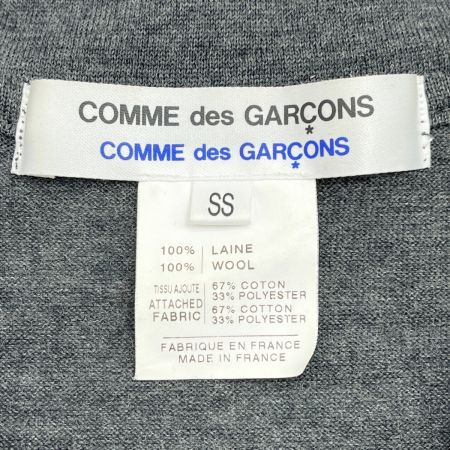 COMME des GARÇONS
COMME des GARÇONS
SS
100% LAINE
100% WOOL
TISSU AJOUTE 67% COTON
33% POLYESTER
ATTACHED FABRIC 67% COTTON
33% POLYESTER
FABRIQUE EN FRANCE
MADE IN FRANCE